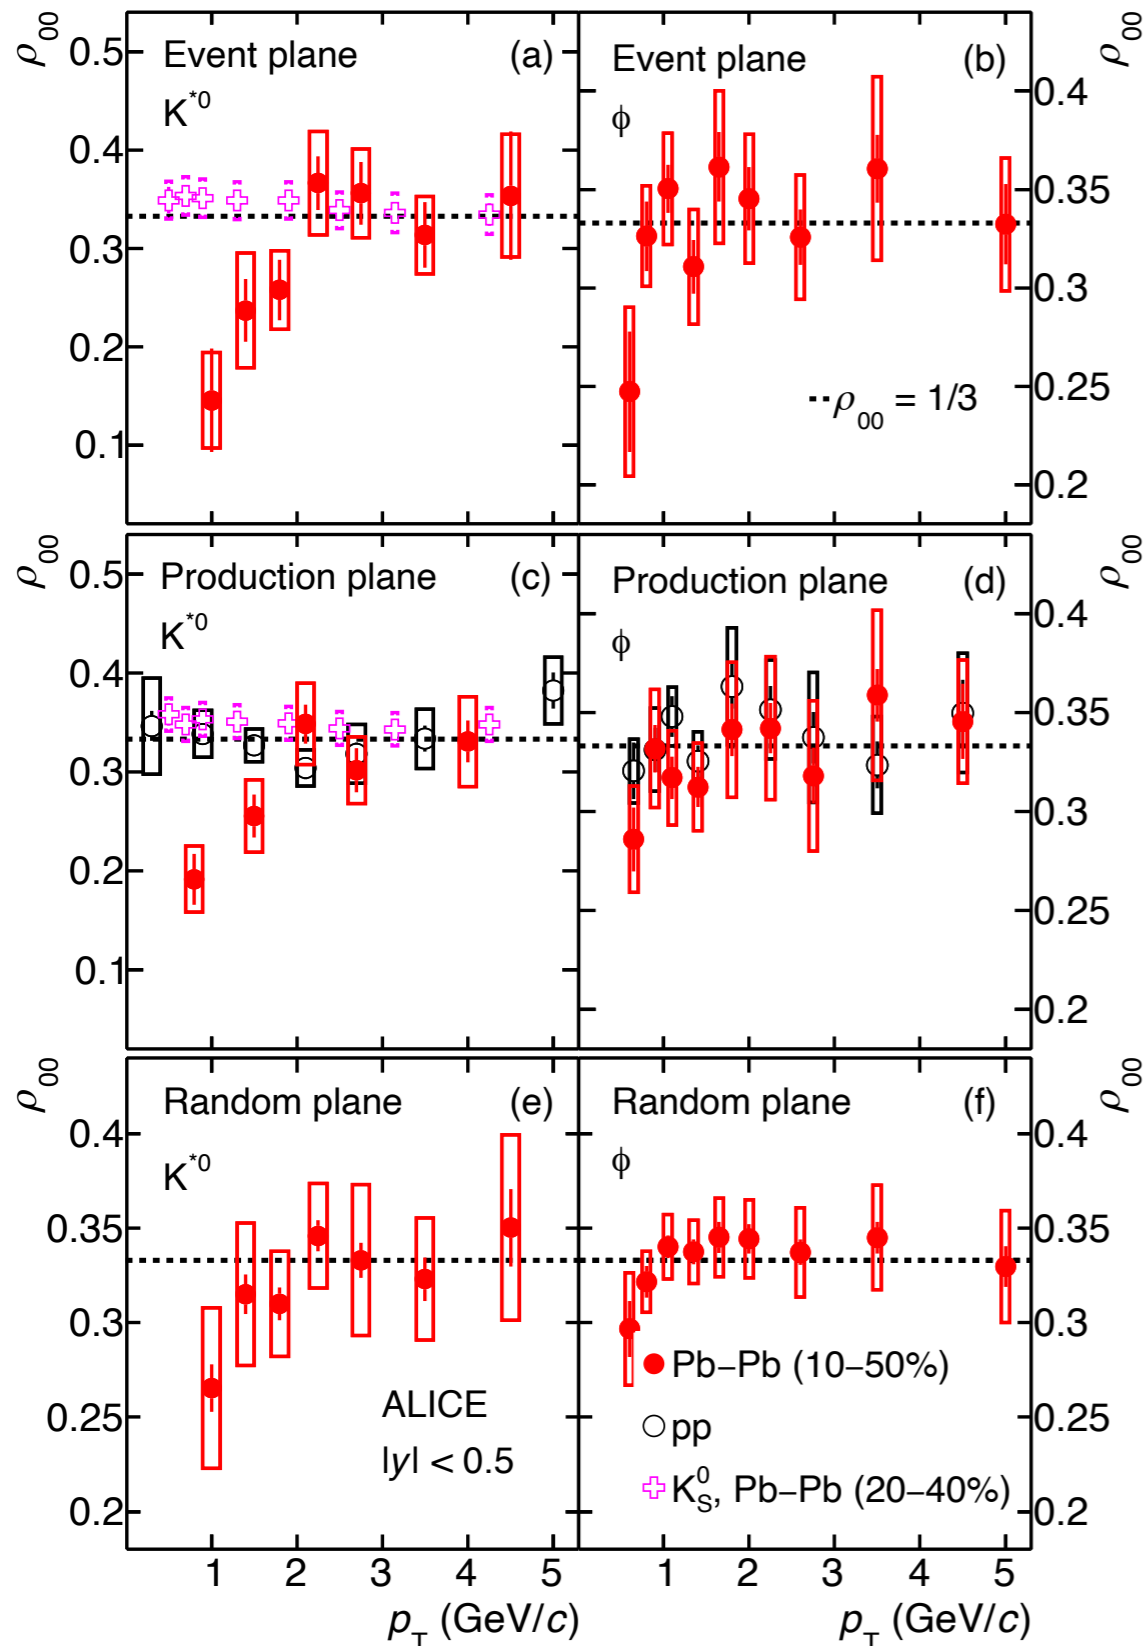 ρ₀₀
0.5
0.4
0.3
0.2
0.1
Event plane (a)
K*⁰
Event plane (b)
ϕ
ρ₀₀ = 1/3
ρ₀₀
0.4
0.35
0.3
0.25
0.2
ρ₀₀
0.5
0.4
0.3
0.2
0.1
Production plane (c)
K*⁰
Production plane (d)
ϕ
ρ₀₀
0.4
0.35
0.3
0.25
0.2
ρ₀₀
0.4
0.35
0.3
0.25
0.2
Random plane (e)
K*⁰
ALICE
|y| < 0.5
Random plane (f)
ϕ
Pb−Pb (10−50%)
pp
K⁰_S, Pb−Pb (20−40%)
ρ₀₀
0.4
0.35
0.3
0.25
0.2
1 2 3 4 5
p_T (GeV/c)
1 2 3 4 5
p_T (GeV/c)